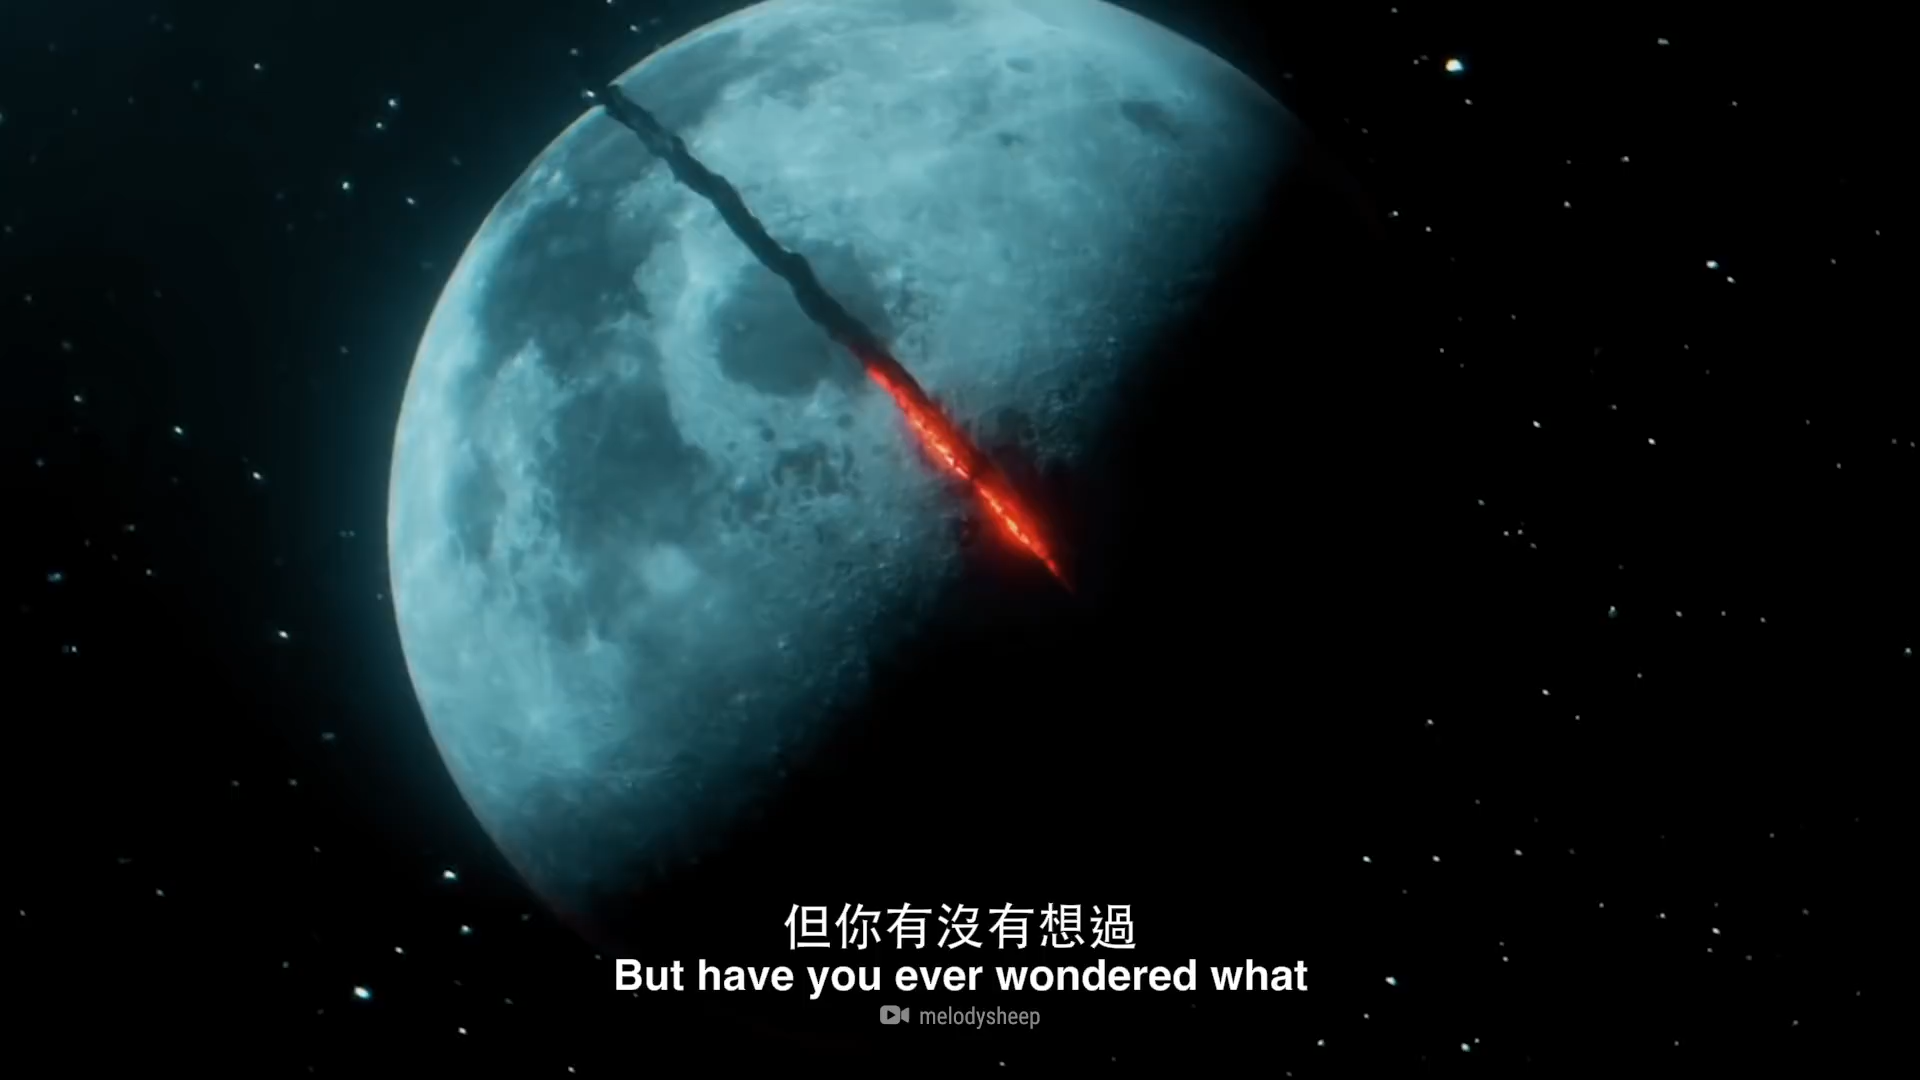 但你有沒有想過
But have you ever wondered what
melodysheep